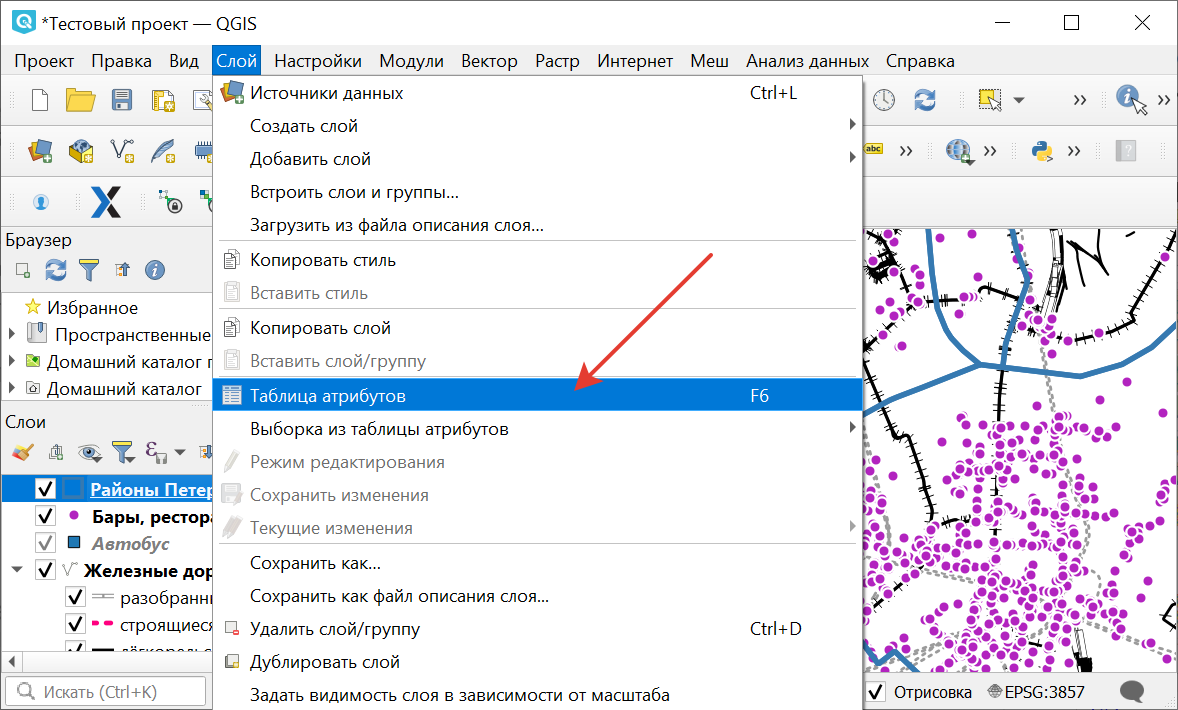 *Тестовый проект — QGIS
Проект Правка Вид Слой Настройки Модули Вектор Растр Интернет Меш Анализ данных Справка
Источники данных Ctrl+L
Создать слой
Добавить слой
abc
Встроить слои и группы...
Загрузить из файла описания слоя...
Браузер
Копировать стиль
Вставить стиль
Избранное
Копировать слой
Пространственные
Вставить слой/группу
Домашний каталог п
Домашний каталог
Таблица атрибутов F6
Слои
Выборка из таблицы атрибутов
Режим редактирования
Районы Петер
Сохранить изменения
Бары, рестора
Текущие изменения
Автобус
Сохранить как...
Железные дор
разобранн
Сохранить как файл описания слоя...
строящиеся
Удалить слой/группу Ctrl+D
лёгкорельс
Дублировать слой
Искать (Ctrl+K)
Задать видимость слоя в зависимости от масштаба
Отрисовка
EPSG:3857